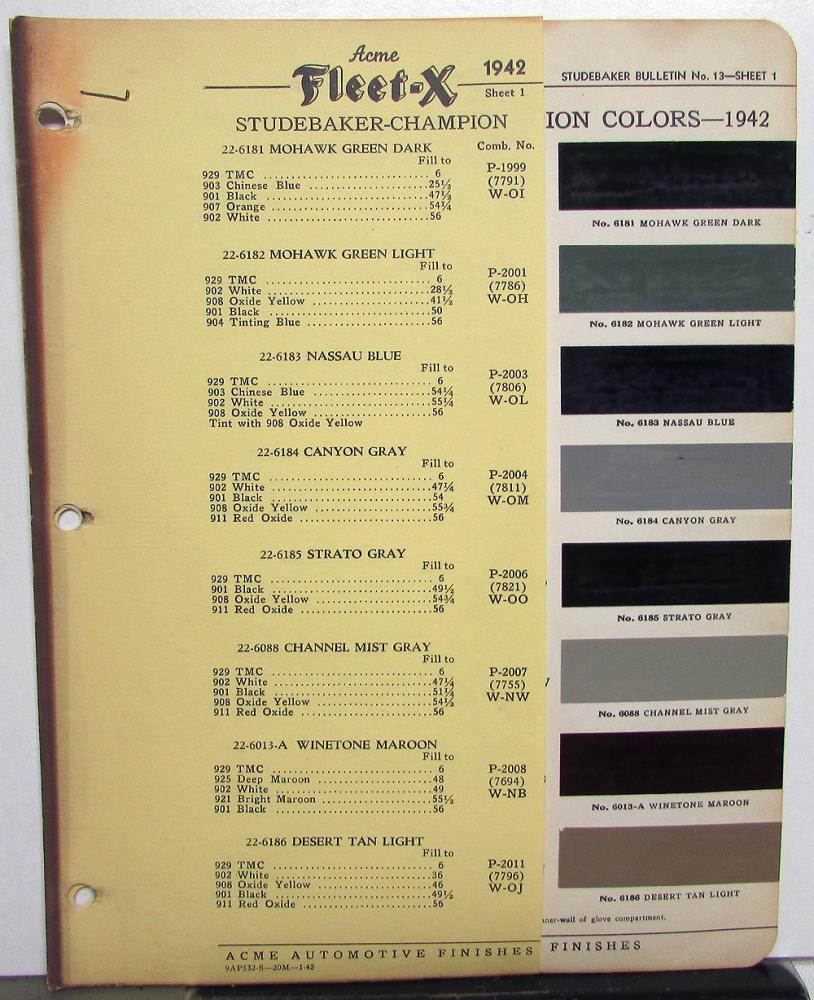 Acme
Fleet-X
1942
Sheet 1
STUDEBAKER-CHAMPION
Comb. No.
22-6181 MOHAWK GREEN DARK
Fill to
929 TMC 6
903 Chinese Blue 25½
901 Black 47½
907 Orange 54¼
902 White 56
P-1999
(7791)
W-OI
22-6182 MOHAWK GREEN LIGHT
Fill to
929 TMC 6
902 White 28½
908 Oxide Yellow 41½
901 Black 50
904 Tinting Blue 56
P-2001
(7786)
W-OH
22-6183 NASSAU BLUE
Fill to
929 TMC 6
903 Chinese Blue 54¼
902 White 55¼
908 Oxide Yellow 56
Tint with 908 Oxide Yellow
P-2003
(7806)
W-OL
22-6184 CANYON GRAY
Fill to
929 TMC 6
902 White 47¼
901 Black 54
908 Oxide Yellow 55¾
911 Red Oxide 56
P-2004
(7811)
W-OM
22-6185 STRATO GRAY
Fill to
929 TMC 6
901 Black 49½
908 Oxide Yellow 54¾
911 Red Oxide 56
P-2006
(7821)
W-OO
22-6088 CHANNEL MIST GRAY
Fill to
929 TMC 6
902 White 47¼
901 Black 51¼
908 Oxide Yellow 54½
911 Red Oxide 56
P-2007
(7755)
W-NW
22-6013-A WINETONE MAROON
Fill to
929 TMC 6
925 Deep Maroon 48
902 White 49
921 Bright Maroon 55½
901 Black 56
P-2008
(7694)
W-NB
22-6186 DESERT TAN LIGHT
Fill to
929 TMC 6
902 White 36
908 Oxide Yellow 46
901 Black 49½
911 Red Oxide 56
P-2011
(7796)
W-OJ
ACME AUTOMOTIVE FINISHES
9AP532-S—20M—1-42
STUDEBAKER BULLETIN No. 13—SHEET 1
ION COLORS—1942
No. 6181 MOHAWK GREEN DARK
No. 6182 MOHAWK GREEN LIGHT
No. 6183 NASSAU BLUE
No. 6184 CANYON GRAY
No. 6185 STRATO GRAY
No. 6088 CHANNEL MIST GRAY
No. 6013-A WINETONE MAROON
No. 6186 DESERT TAN LIGHT
ner-wall of glove compartment.
FINISHES